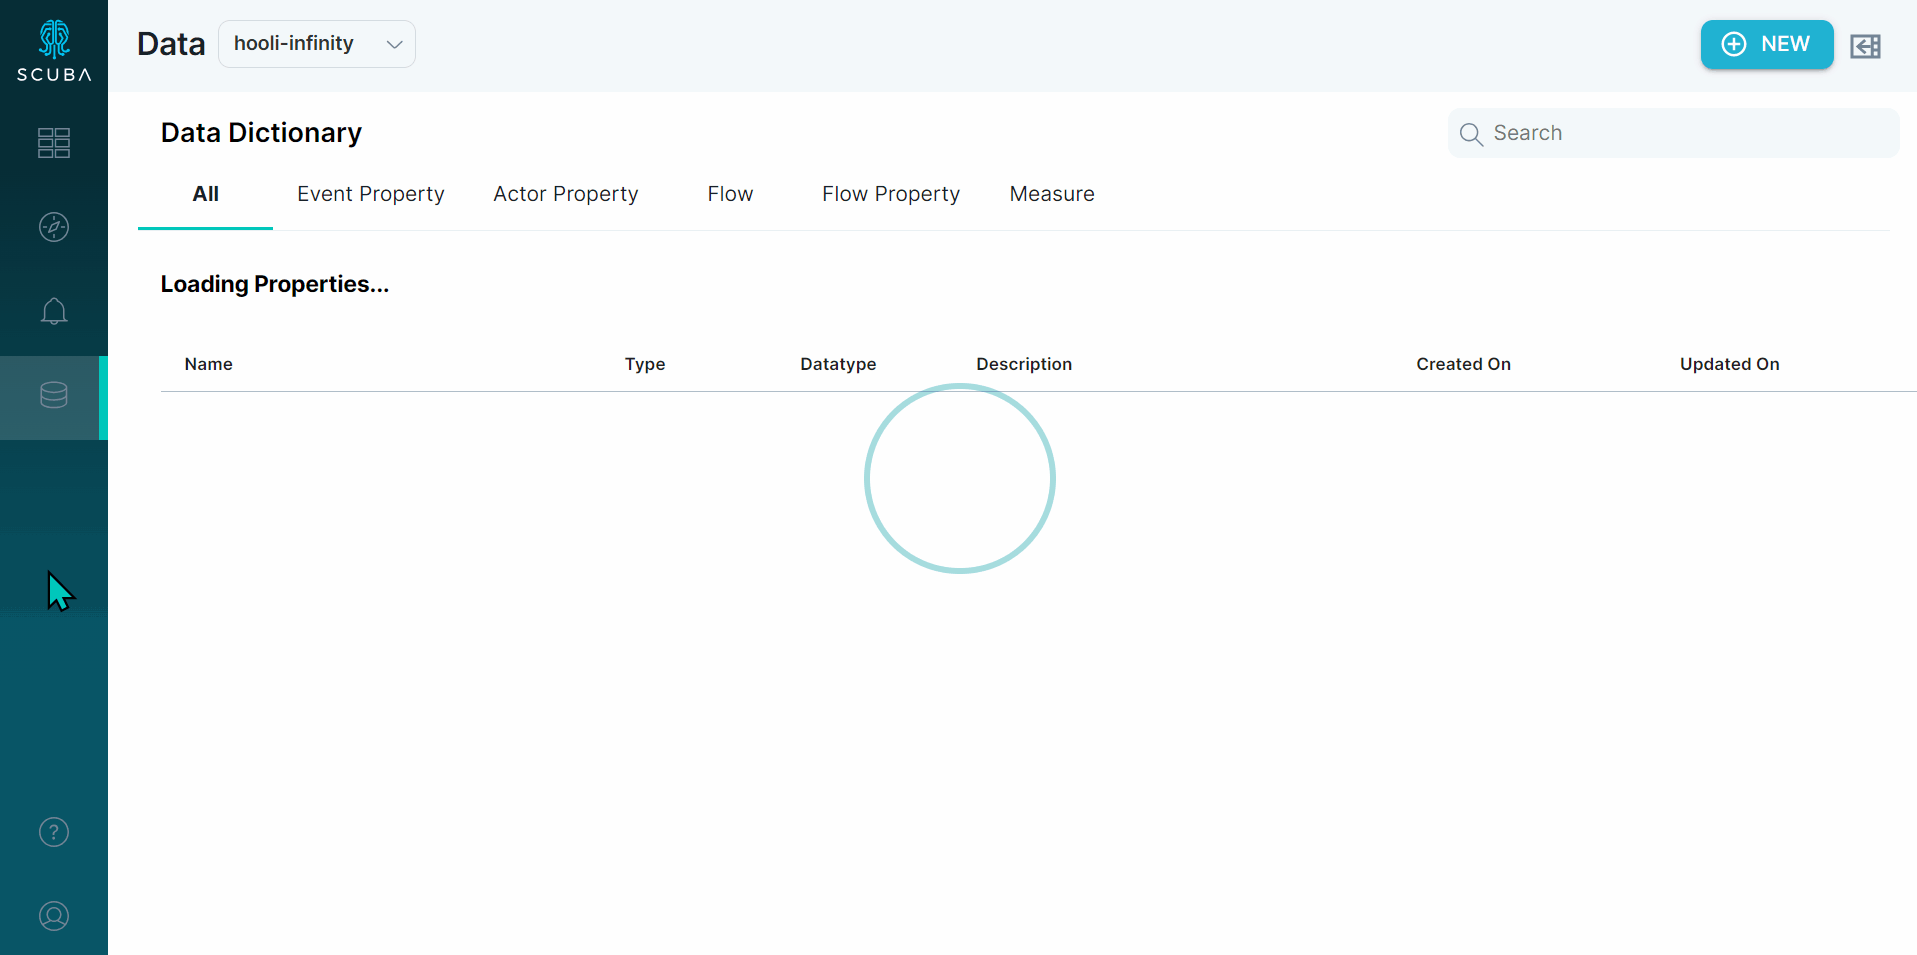 SCUBA
Data
hooli-infinity
NEW
Data Dictionary
Search
All Event Property Actor Property Flow Flow Property Measure
Loading Properties...
Name Type Datatype Description Created On Updated On
?